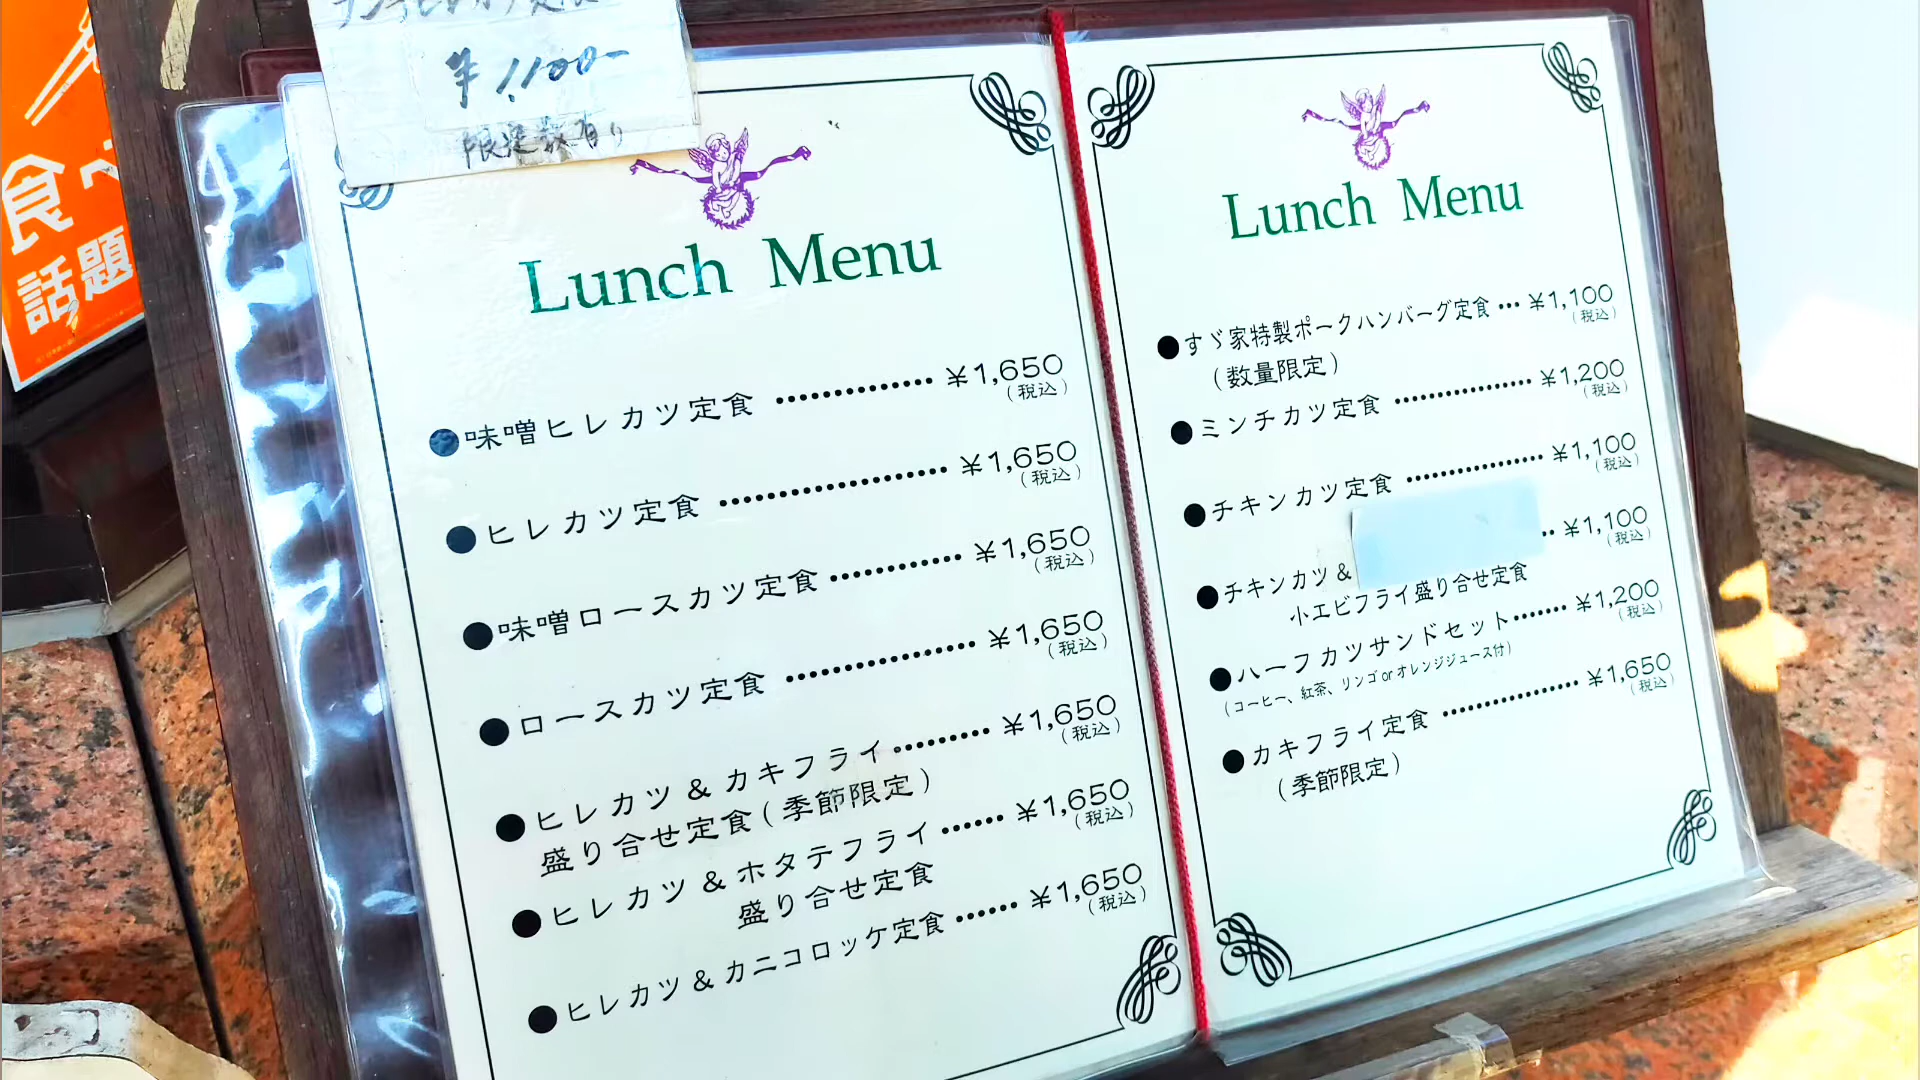 ¥1,100-
限定数有り
食べ
話題
Lunch Menu
●味噌ヒレカツ定食 ············· ¥1,650
(税込)
●ヒレカツ定食 ··················· ¥1,650
(税込)
●味噌ロースカツ定食 ··········· ¥1,650
(税込)
●ロースカツ定食 ················ ¥1,650
(税込)
●ヒレカツ & カキフライ ········· ¥1,650
(税込)
盛り合せ定食 (季節限定)
●ヒレカツ & ホタテフライ ······ ¥1,650
(税込)
盛り合せ定食
●ヒレカツ & カニコロッケ定食 ······ ¥1,650
(税込)
Lunch Menu
●すゞ家特製ポークハンバーグ定食 ··· ¥1,100
(税込)
(数量限定)
●ミンチカツ定食 ················· ¥1,200
(税込)
●チキンカツ定食 ················· ¥1,100
(税込)
●チキンカツ & ·· ¥1,100
(税込)
小エビフライ盛り合せ定食
●ハーフカツサンドセット ······· ¥1,200
(税込)
(コーヒー、紅茶、リンゴorオレンジジュース付)
●カキフライ定食 ················· ¥1,650
(税込)
(季節限定)